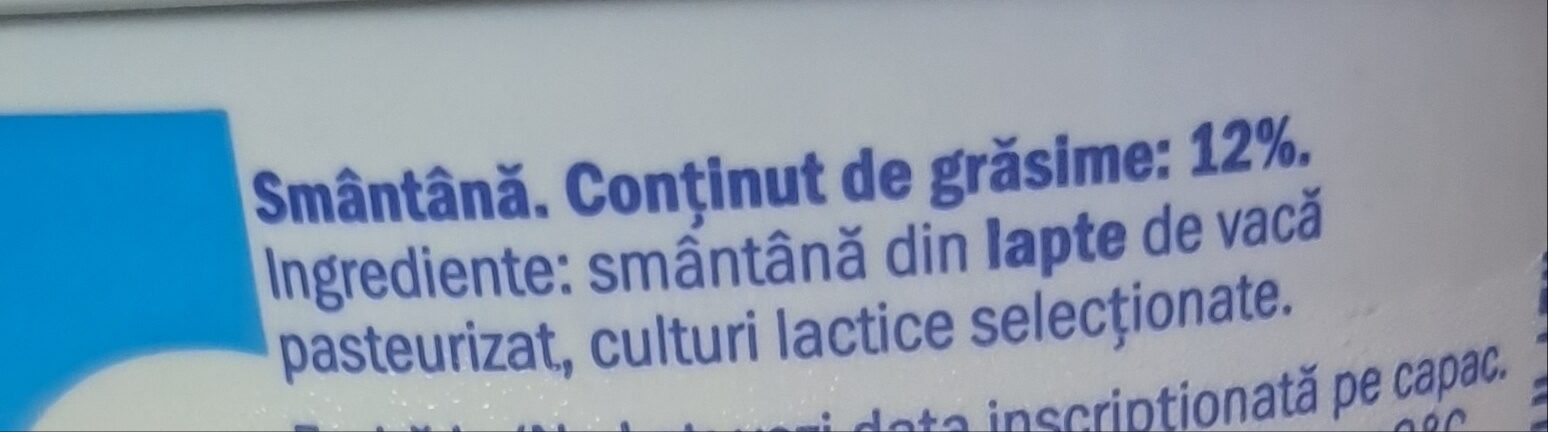 Smântână. Conținut de grăsime: 12%.
Ingrediente: smântână din lapte de vacă
pasteurizat, culturi lactice selecționate.
data inscripționată pe capac.